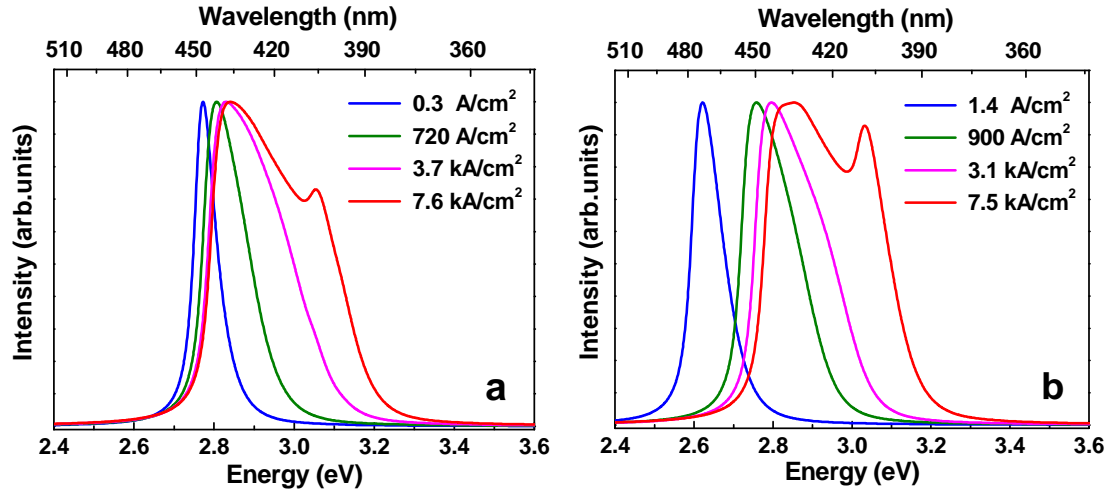 Wavelength (nm)
510 480 450 420 390 360
Intensity (arb.units)
0.3 A/cm²
720 A/cm²
3.7 kA/cm²
7.6 kA/cm²
a
2.4 2.6 2.8 3.0 3.2 3.4 3.6
Energy (eV)
Wavelength (nm)
510 480 450 420 390 360
Intensity (arb.units)
1.4 A/cm²
900 A/cm²
3.1 kA/cm²
7.5 kA/cm²
b
2.4 2.6 2.8 3.0 3.2 3.4 3.6
Energy (eV)